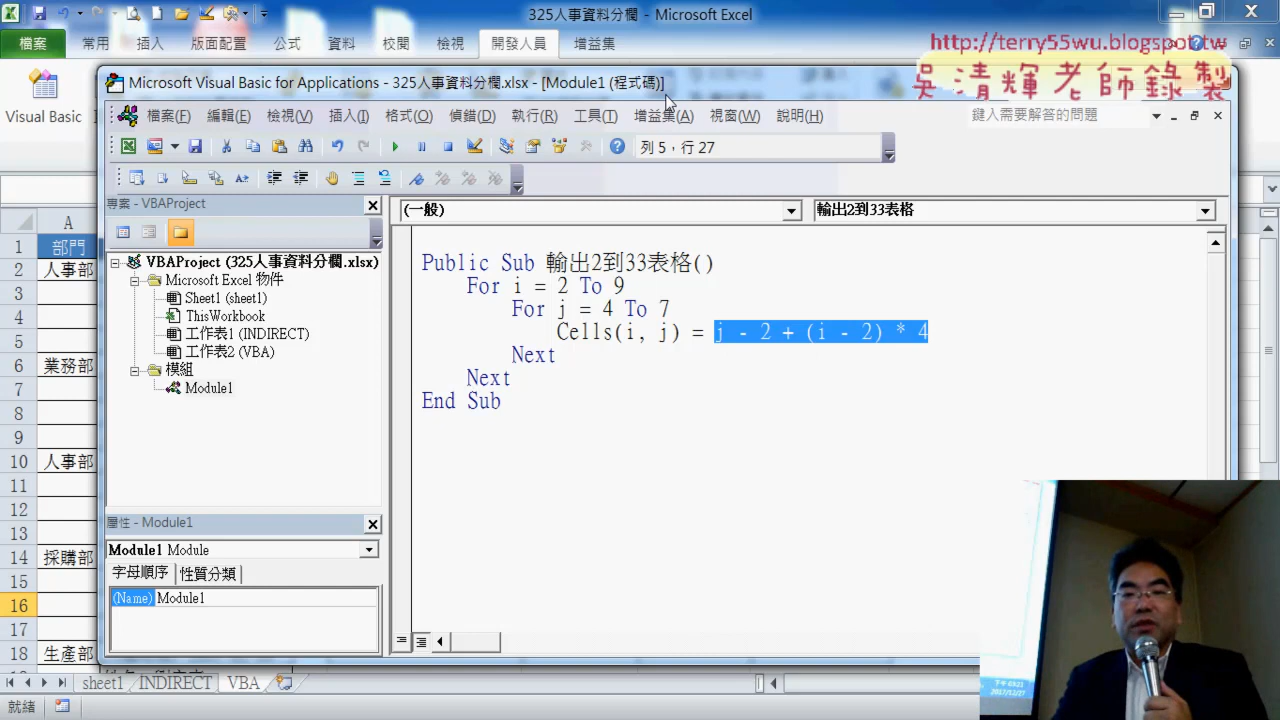 325人事資料分欄 - Microsoft Excel
檔案 常用 插入 版面配置 公式 資料 校閱 檢視 開發人員 增益集
http://terry55wu.blogspot.tw
吳清輝老師錄製
Visual Basic
Microsoft Visual Basic for Applications - 325人事資料分欄.xlsx - [Module1 (程式碼)]
檔案(F) 編輯(E) 檢視(V) 插入(I) 格式(O) 偵錯(D) 執行(R) 工具(T) 增益集(A) 視窗(W) 說明(H) 鍵入需要解答的問題
列 5，行 27
專案 - VBAProject
(一般) 輸出2到33表格
VBAProject (325人事資料分欄.xlsx)
Microsoft Excel 物件
Sheet1 (sheet1)
ThisWorkbook
工作表1 (INDIRECT)
工作表2 (VBA)
模組
Module1
Public Sub 輸出2到33表格()
For i = 2 To 9
For j = 4 To 7
Cells(i, j) = j - 2 + (i - 2) * 4
Next
Next
End Sub
屬性 - Module1
Module1 Module
字母順序 性質分類
(Name) Module1
A
1 部門
2 人事部
3
4
5
6 業務部
7
8
9
10 人事部
11
12
13
14 採購部
15
16
17
18 生產部
sheet1 INDIRECT VBA
就緒
2017/12/27